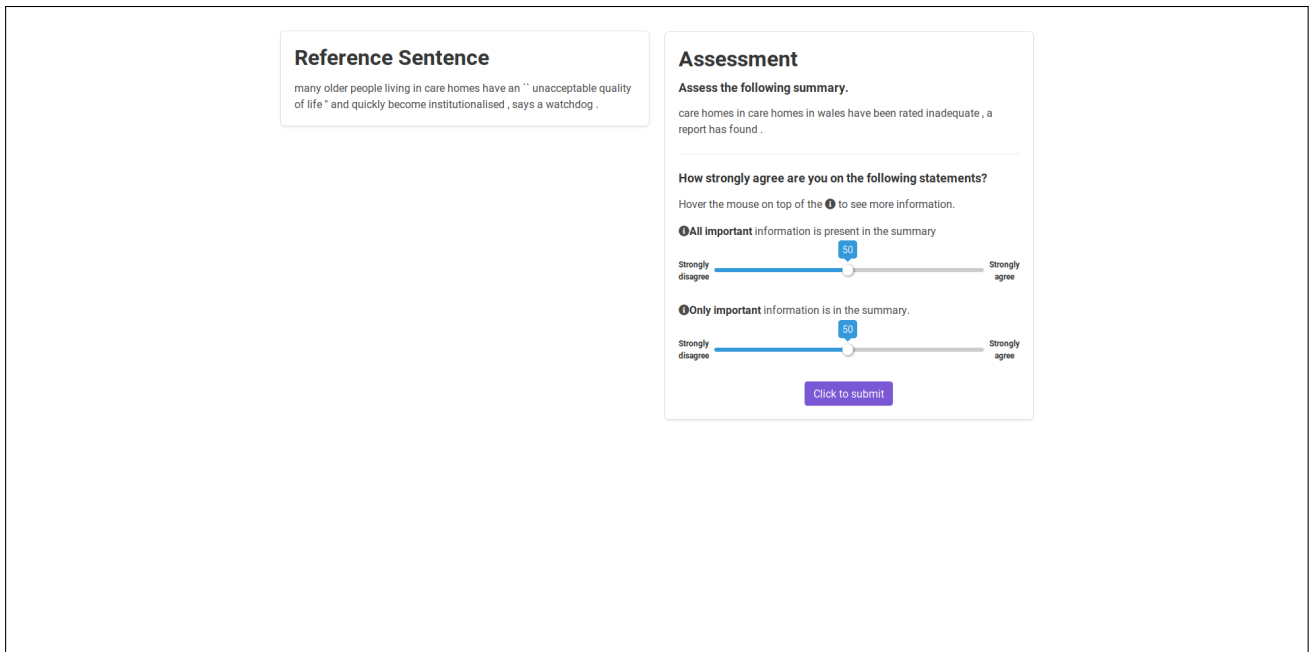 Reference Sentence
many older people living in care homes have an `` unacceptable quality
of life " and quickly become institutionalised , says a watchdog .
Assessment
Assess the following summary.
care homes in care homes in wales have been rated inadequate , a
report has found .
How strongly agree are you on the following statements?
Hover the mouse on top of the i to see more information.
i All important information is present in the summary
50
Strongly
disagree
Strongly
agree
i Only important information is in the summary.
50
Strongly
disagree
Strongly
agree
Click to submit